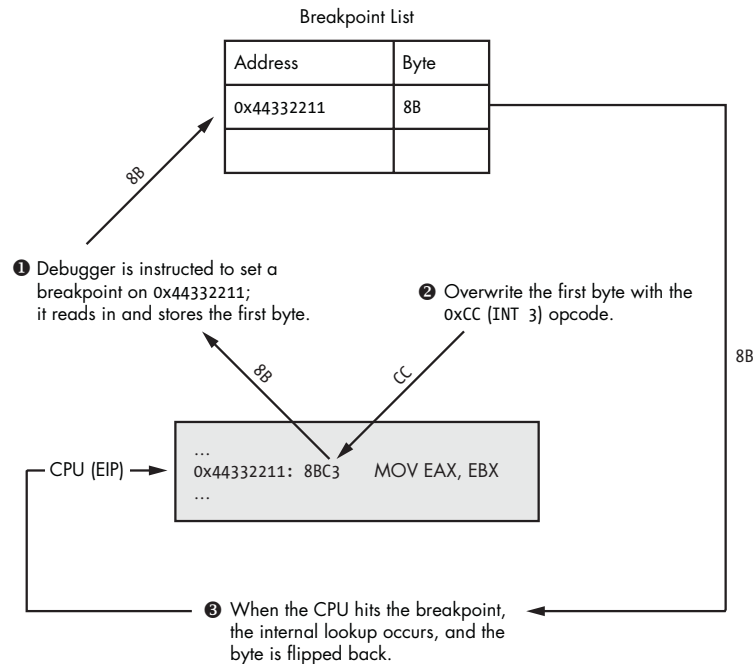 Breakpoint List
Address Byte
0x44332211 8B
8B
❶ Debugger is instructed to set a
breakpoint on 0x44332211;
it reads in and stores the first byte.
❷ Overwrite the first byte with the
0xCC (INT 3) opcode.
8B
8B
CC
...
CPU (EIP)
0x44332211: 8BC3 MOV EAX, EBX
...
❸ When the CPU hits the breakpoint,
the internal lookup occurs, and the
byte is flipped back.